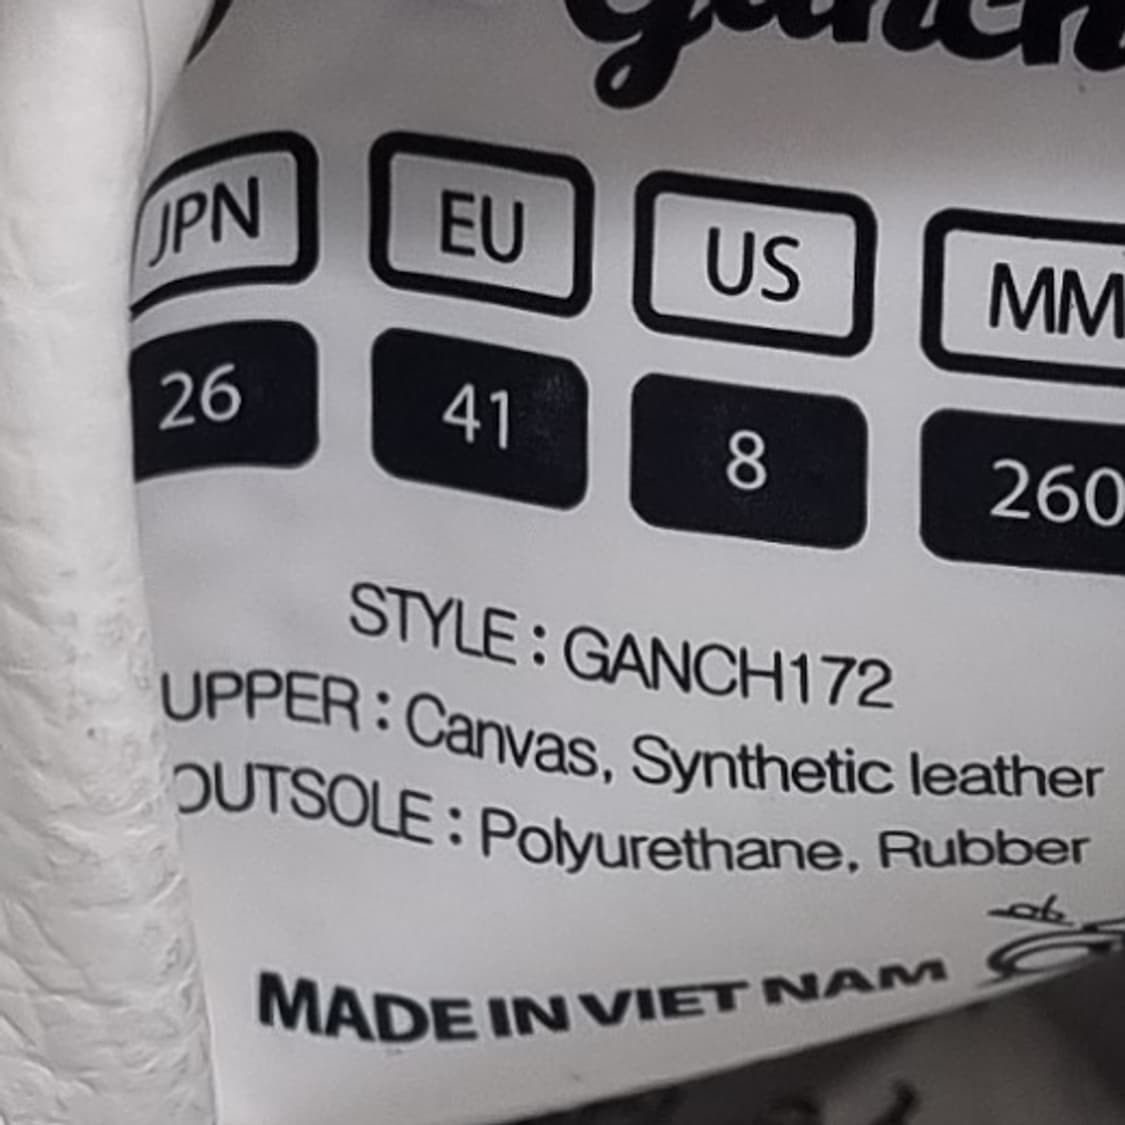 JPN EU US MM
26 41 8 260
STYLE : GANCH172
UPPER : Canvas, Synthetic leather
OUTSOLE : Polyurethane, Rubber
MADE IN VIET NAM